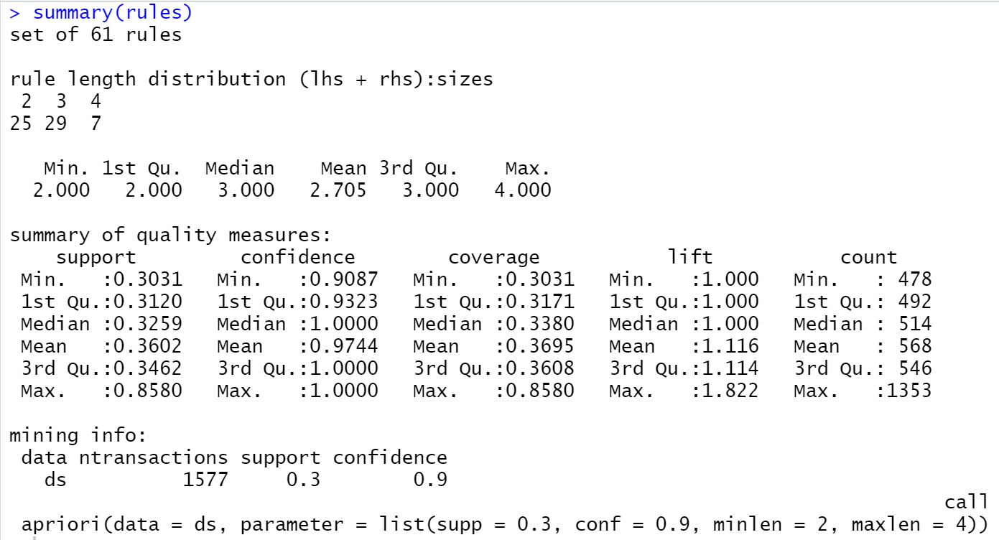 > summary(rules)
set of 61 rules
rule length distribution (lhs + rhs):sizes
 2  3  4
25 29  7
   Min. 1st Qu.  Median    Mean 3rd Qu.    Max.
  2.000   2.000   3.000   2.705   3.000   4.000
summary of quality measures:
    support         confidence        coverage           lift           count
 Min.   :0.3031   Min.   :0.9087   Min.   :0.3031   Min.   :1.000   Min.   : 478
 1st Qu.:0.3120   1st Qu.:0.9323   1st Qu.:0.3171   1st Qu.:1.000   1st Qu.: 492
 Median :0.3259   Median :1.0000   Median :0.3380   Median :1.000   Median : 514
 Mean   :0.3602   Mean   :0.9744   Mean   :0.3695   Mean   :1.116   Mean   : 568
 3rd Qu.:0.3462   3rd Qu.:1.0000   3rd Qu.:0.3608   3rd Qu.:1.114   3rd Qu.: 546
 Max.   :0.8580   Max.   :1.0000   Max.   :0.8580   Max.   :1.822   Max.   :1353
mining info:
 data ntransactions support confidence
   ds          1577     0.3        0.9
call
 apriori(data = ds, parameter = list(supp = 0.3, conf = 0.9, minlen = 2, maxlen = 4))